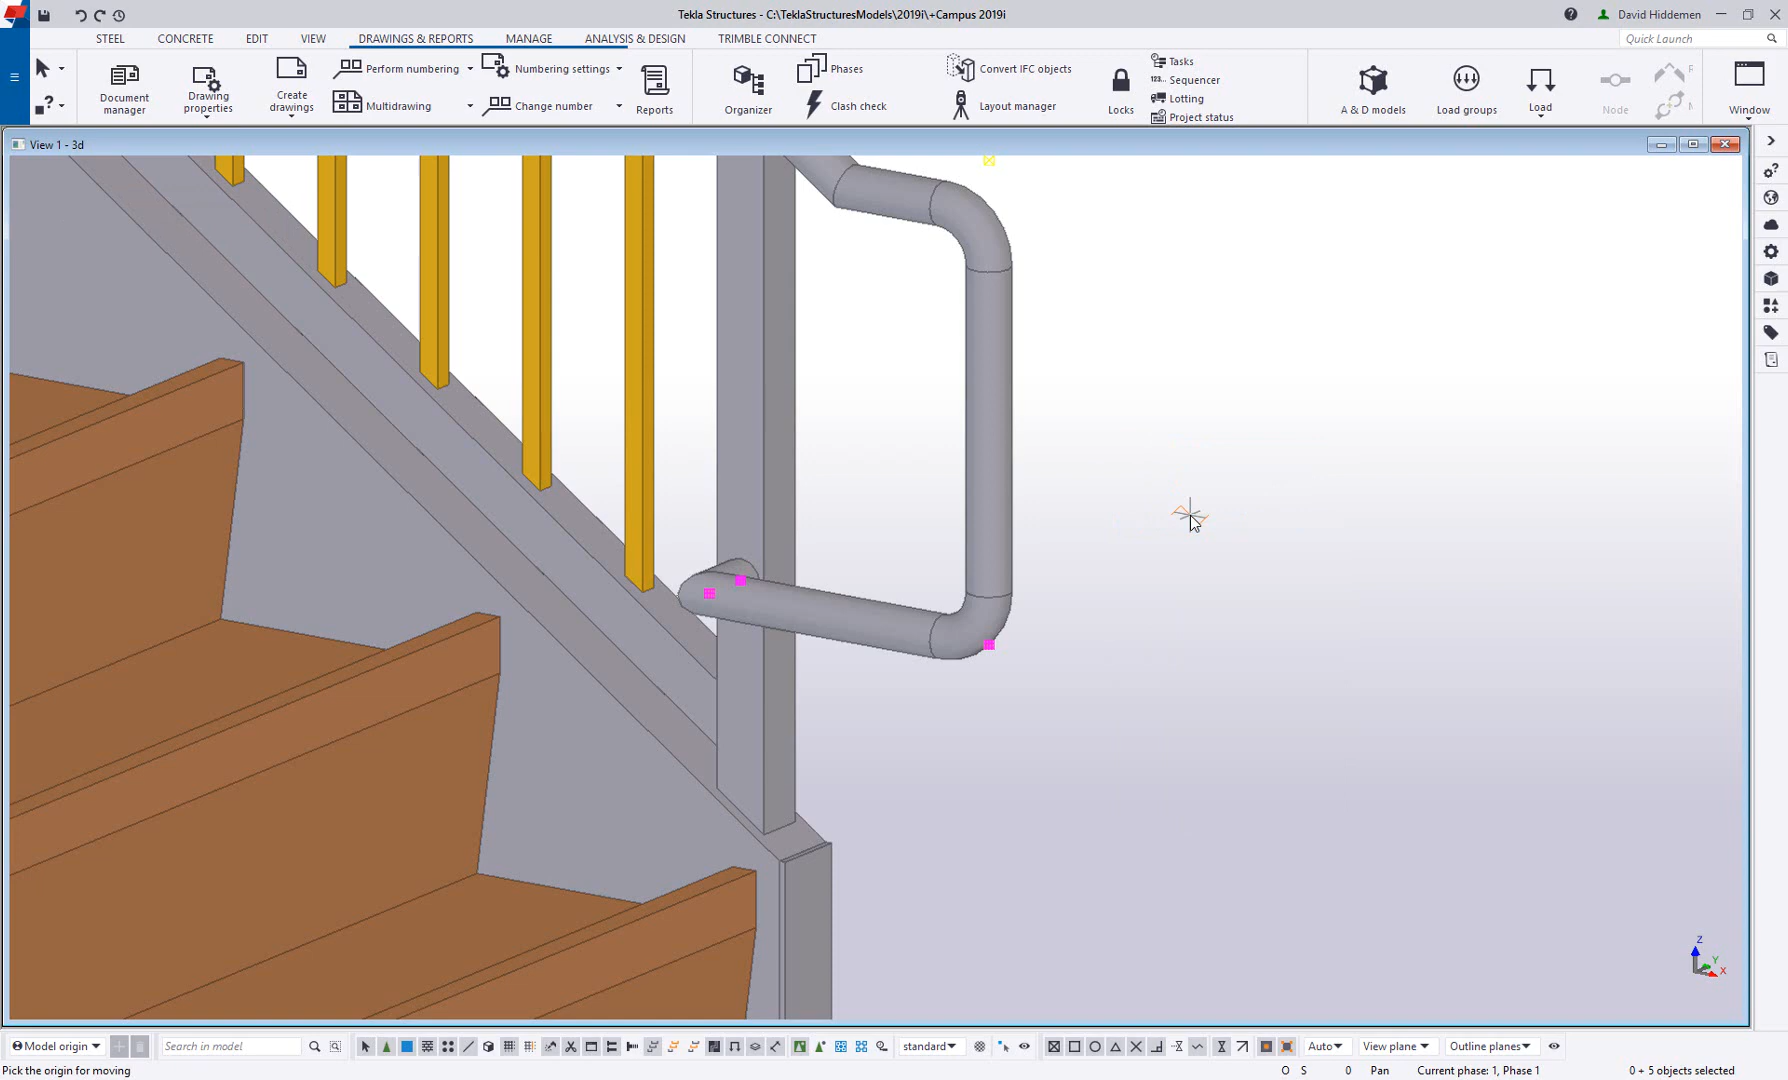 Tekla Structures - C:\TeklaStructuresModels\2019i\+Campus 2019i
David Hiddemen
STEEL CONCRETE EDIT VIEW DRAWINGS & REPORTS MANAGE ANALYSIS & DESIGN TRIMBLE CONNECT
Quick Launch
Document manager
Drawing properties
Create drawings
Perform numbering
Multidrawing
Numbering settings
Change number
Reports
Organizer
Phases
Clash check
Convert IFC objects
Layout manager
Locks
Tasks
Sequencer
Lotting
Project status
A & D models
Load groups
Load
Node
Window
View 1 - 3d
Z
Y
X
Model origin
Search in model
standard
Auto
View plane
Outline planes
Pick the origin for moving
O S 0 Pan Current phase: 1, Phase 1 0 + 5 objects selected